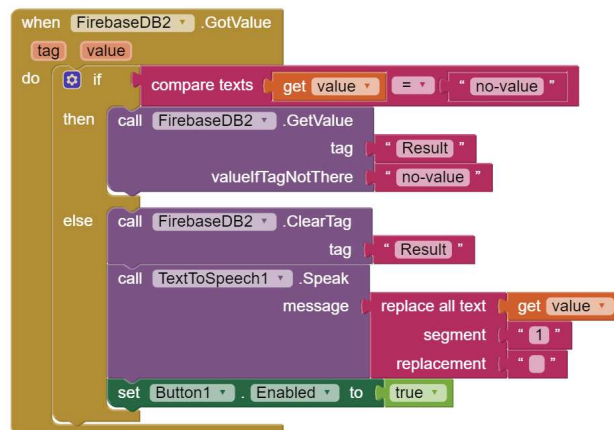 when FirebaseDB2 .GotValue
tag value
do if compare texts get value = " no-value "
then call FirebaseDB2 .GetValue
tag " Result "
valueIfTagNotThere " no-value "
else call FirebaseDB2 .ClearTag
tag " Result "
call TextToSpeech1 .Speak
message replace all text get value
segment " 1 "
replacement " "
set Button1 . Enabled to true